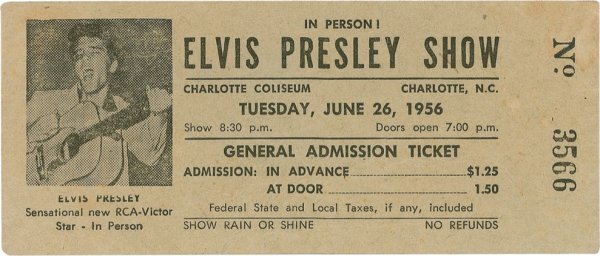 IN PERSON!
ELVIS PRESLEY SHOW
CHARLOTTE COLISEUM CHARLOTTE, N.C.
TUESDAY, JUNE 26, 1956
Show 8:30 p.m. Doors open 7:00 p.m.
GENERAL ADMISSION TICKET
ADMISSION: IN ADVANCE $1.25
AT DOOR 1.50
Federal State and Local Taxes, if any, included
SHOW RAIN OR SHINE NO REFUNDS
ELVIS PRESLEY
Sensational new RCA-Victor
Star - In Person
No. 3566